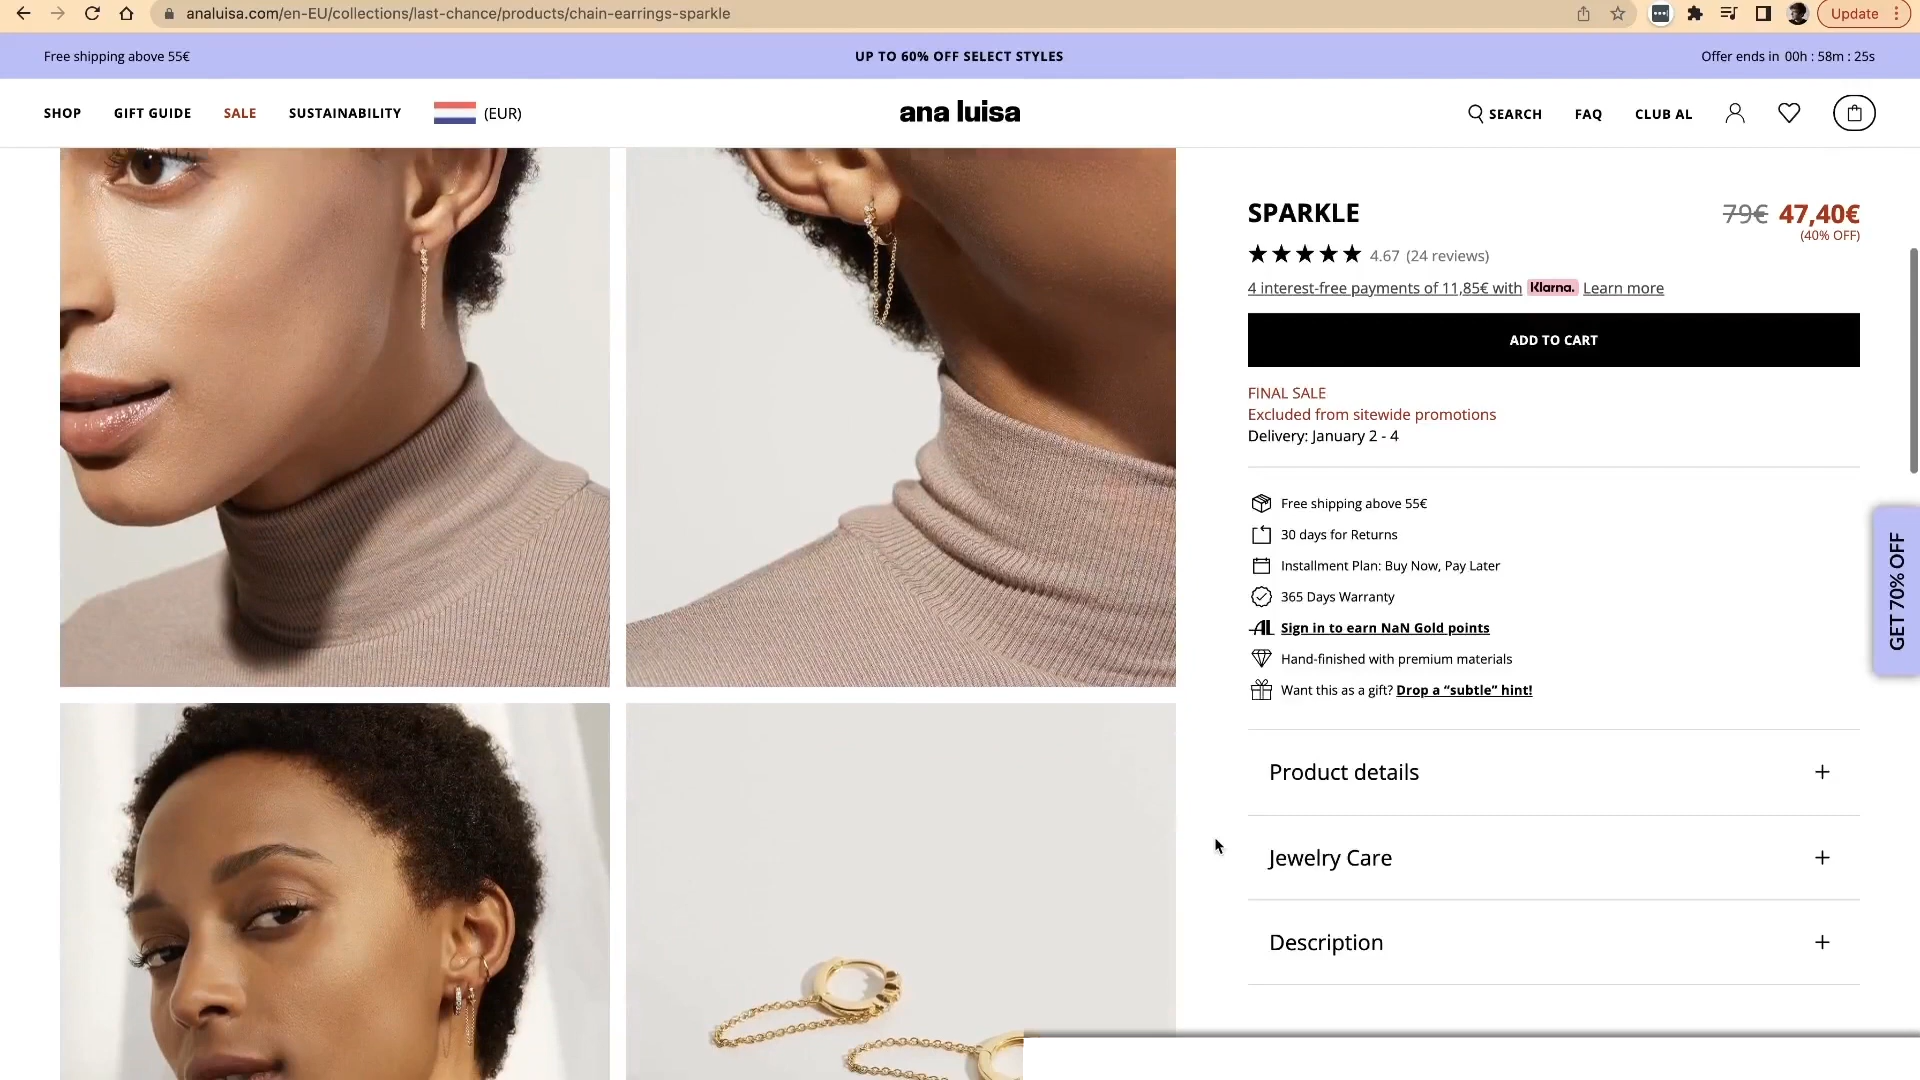 analuisa.com/en-EU/collections/last-chance/products/chain-earrings-sparkle
Update
Free shipping above 55€
UP TO 60% OFF SELECT STYLES
Offer ends in 00h : 58m : 25s
SHOP
GIFT GUIDE
SALE
SUSTAINABILITY
(EUR)
ana luisa
SEARCH
FAQ
CLUB AL
SPARKLE
79€ 47,40€
(40% OFF)
4.67 (24 reviews)
4 interest-free payments of 11,85€ with Klarna. Learn more
ADD TO CART
FINAL SALE
Excluded from sitewide promotions
Delivery: January 2 - 4
Free shipping above 55€
30 days for Returns
Installment Plan: Buy Now, Pay Later
365 Days Warranty
AL Sign in to earn NaN Gold points
Hand-finished with premium materials
Want this as a gift? Drop a “subtle” hint!
GET 70% OFF
Product details
Jewelry Care
Description